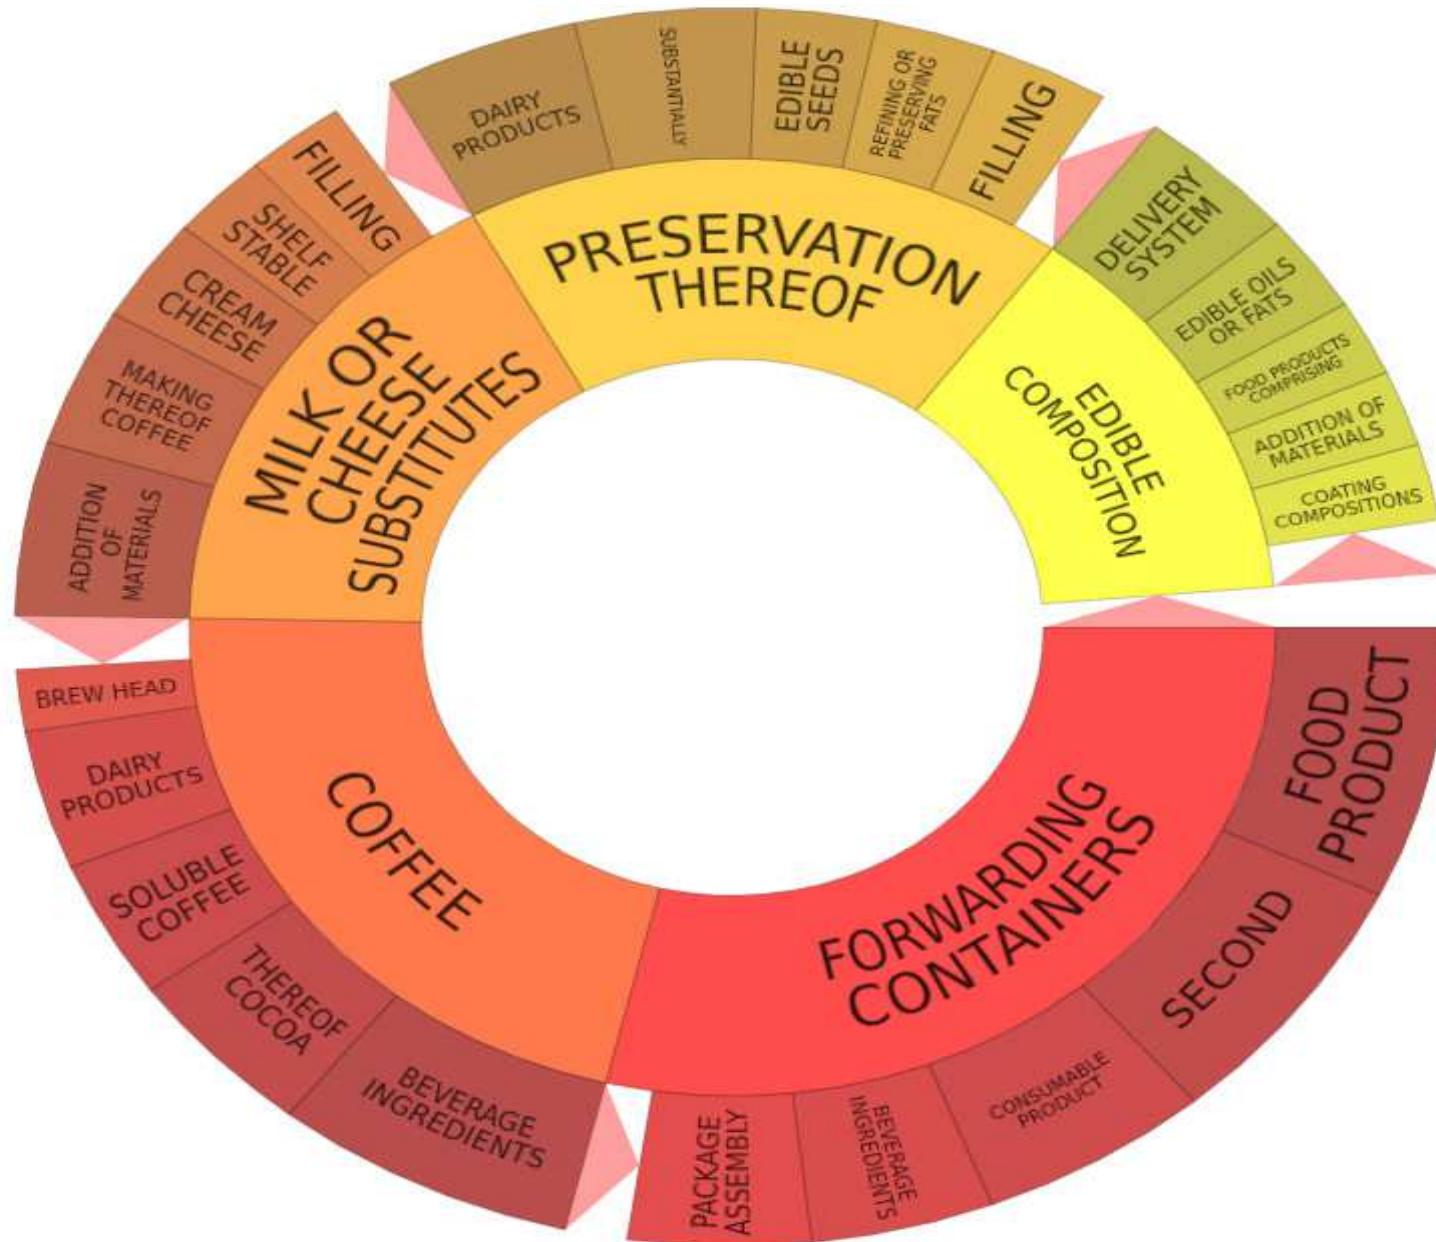 DAIRY
PRODUCTS
SUBSTANTIALLY
EDIBLE
SEEDS
REFINING OR
PRESERVING
FATS
FILLING
PRESERVATION
THEREOF
DELIVERY
SYSTEM
EDIBLE OILS
OR FATS
FOOD PRODUCTS
COMPRISING
ADDITION OF
MATERIALS
COATING
COMPOSITIONS
EDIBLE
COMPOSITION
FOOD
PRODUCT
SECOND
CONSUMABLE
PRODUCT
BEVERAGE
INGREDIENTS
PACKAGE
ASSEMBLY
FORWARDING
CONTAINERS
BEVERAGE
INGREDIENTS
THEREOF
COCOA
SOLUBLE
COFFEE
DAIRY
PRODUCTS
BREW HEAD
COFFEE
ADDITION
OF
MATERIALS
MAKING
THEREOF
COFFEE
CREAM
CHEESE
SHELF
STABLE
FILLING
MILK OR
CHEESE
SUBSTITUTES